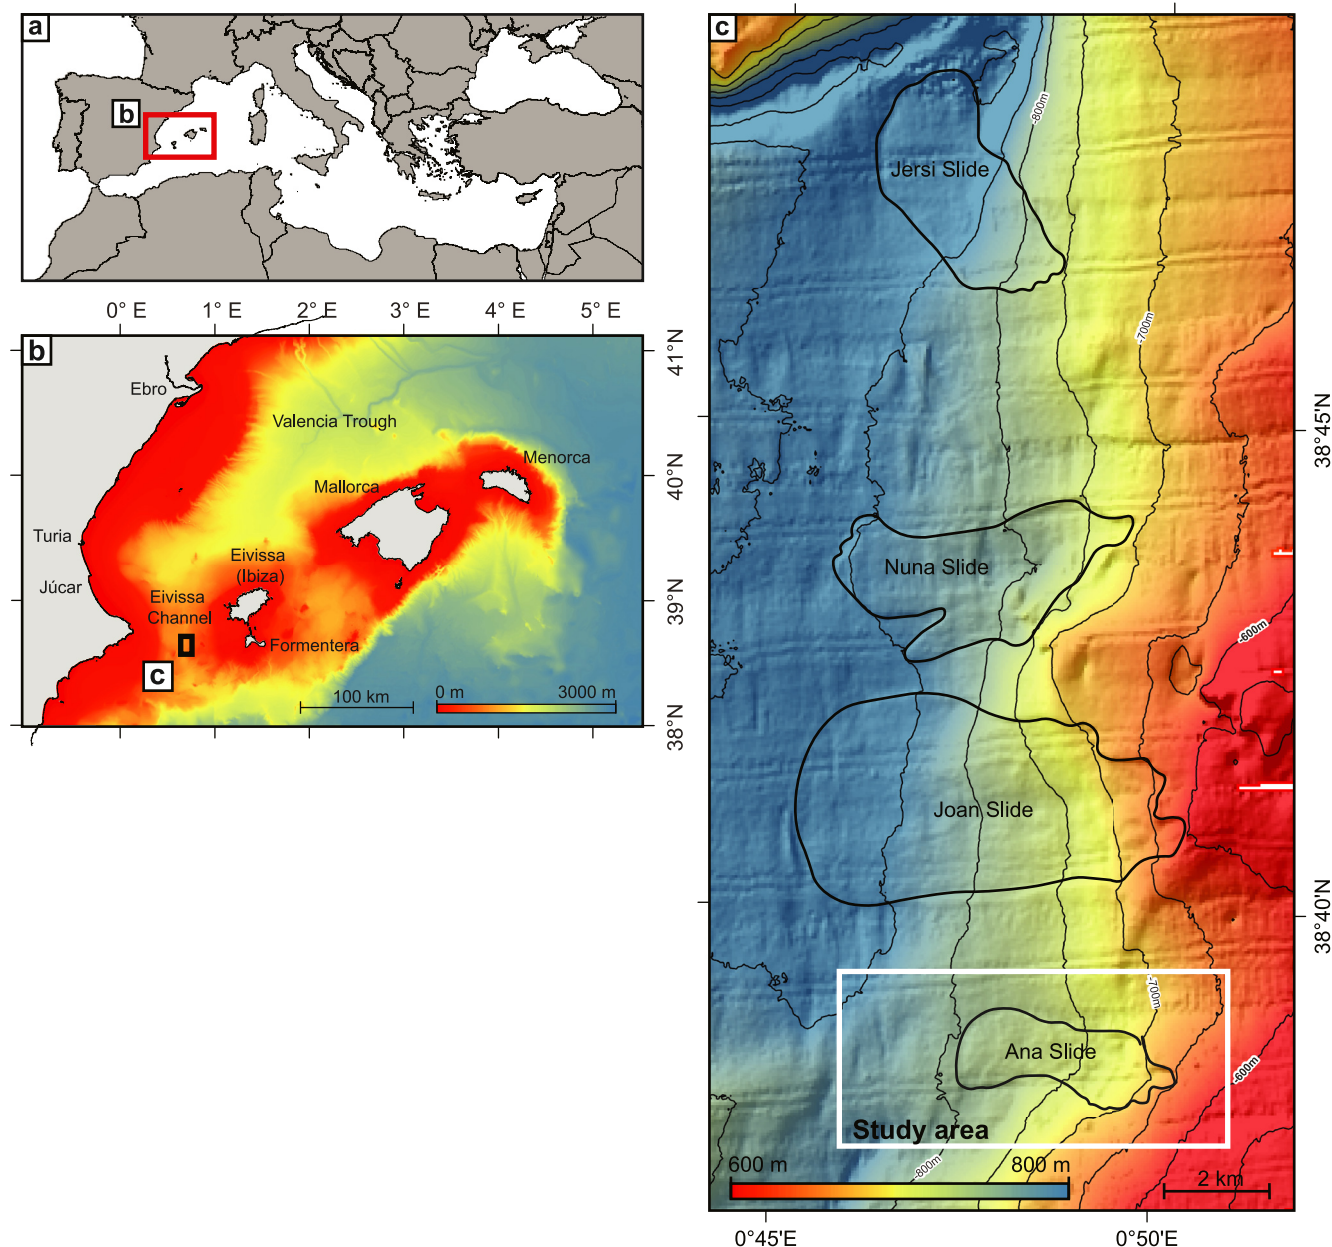 a
b
0° E
1° E
2° E
3° E
4° E
5° E
b
41°N
40°N
39°N
38°N
Ebro
Valencia Trough
Menorca
Mallorca
Turia
Eivissa
(Ibiza)
Júcar
Eivissa
Channel
Formentera
c
100 km
0 m
3000 m
c
-800m
Jersi Slide
-700m
38°45'N
Nuna Slide
-600m
Joan Slide
38°40'N
-700m
Ana Slide
-600m
Study area
-800m
600 m
800 m
2 km
0°45'E
0°50'E